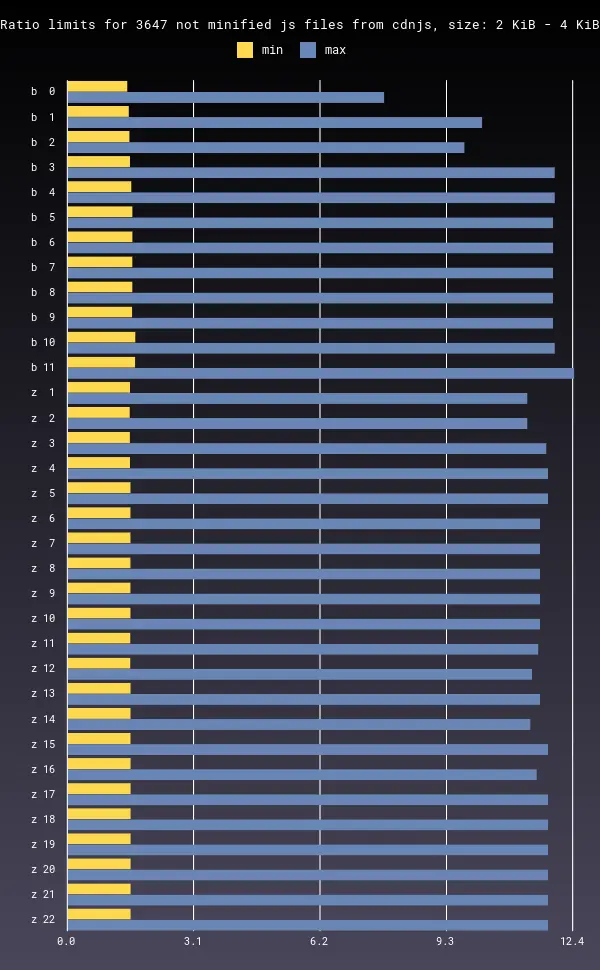 Ratio limits for 3647 not minified js files from cdnjs, size: 2 KiB - 4 KiB
min max
b 0
b 1
b 2
b 3
b 4
b 5
b 6
b 7
b 8
b 9
b 10
b 11
z 1
z 2
z 3
z 4
z 5
z 6
z 7
z 8
z 9
z 10
z 11
z 12
z 13
z 14
z 15
z 16
z 17
z 18
z 19
z 20
z 21
z 22
0.0 3.1 6.2 9.3 12.4